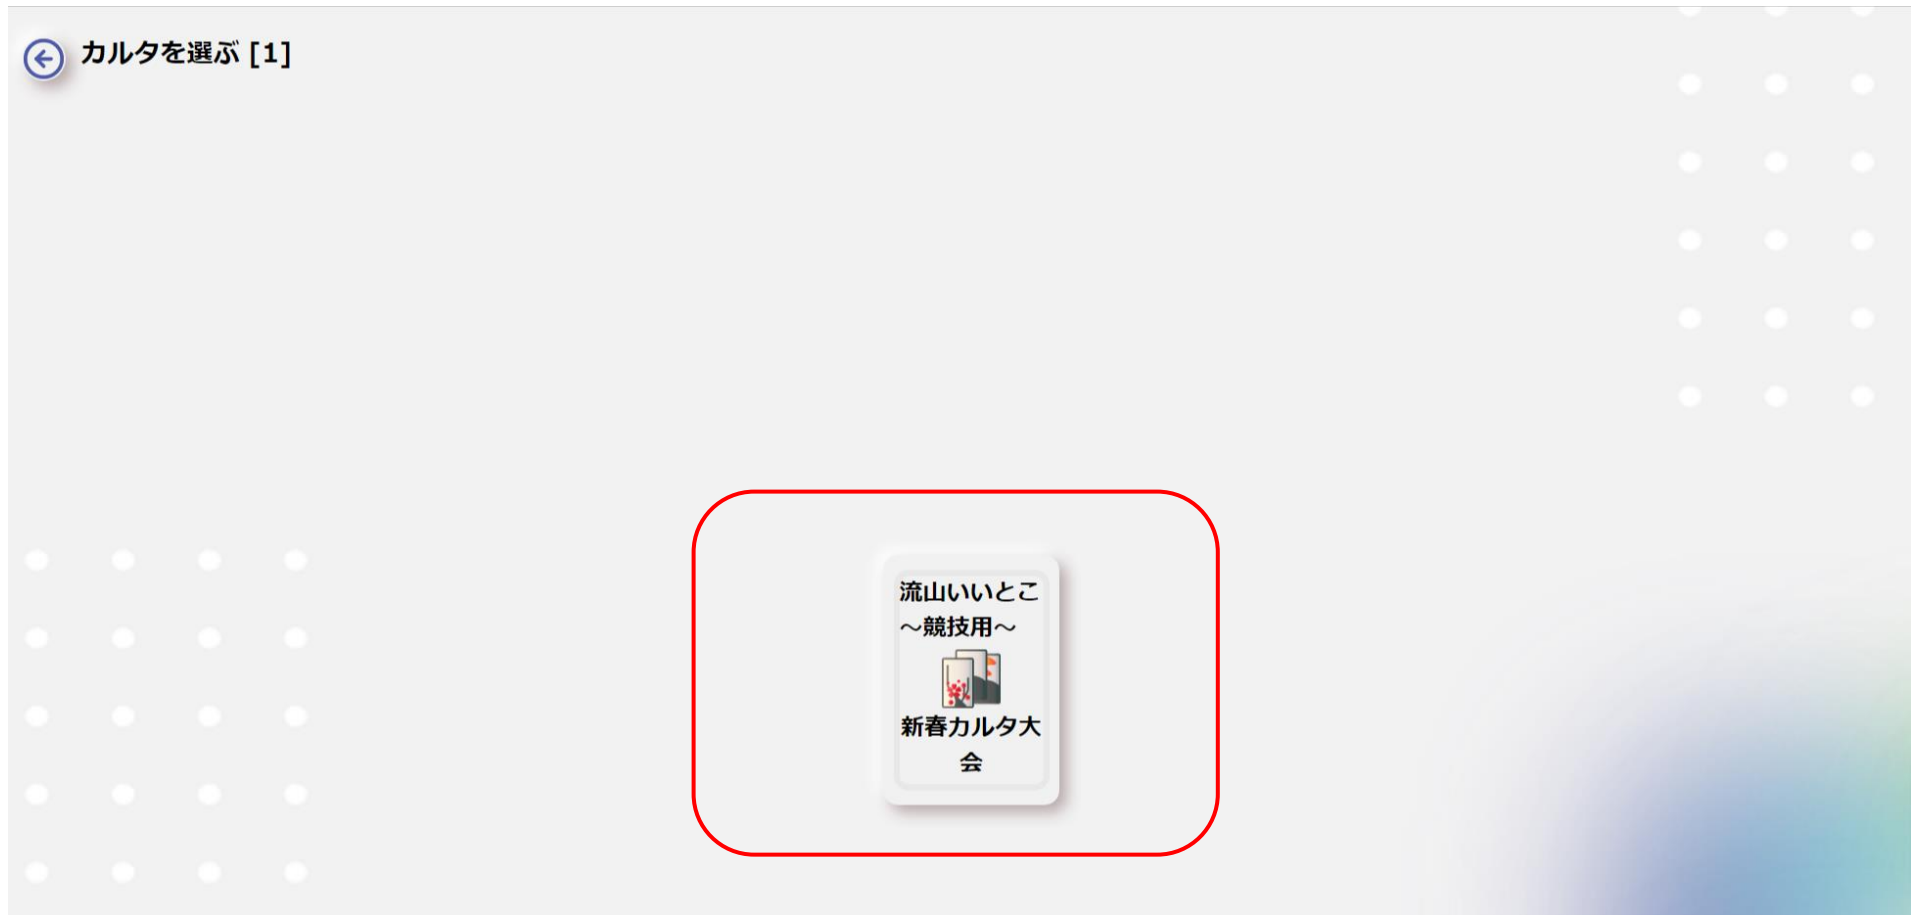 カルタを選ぶ [1]
流山いいとこ
～競技用～
新春カルタ大
会